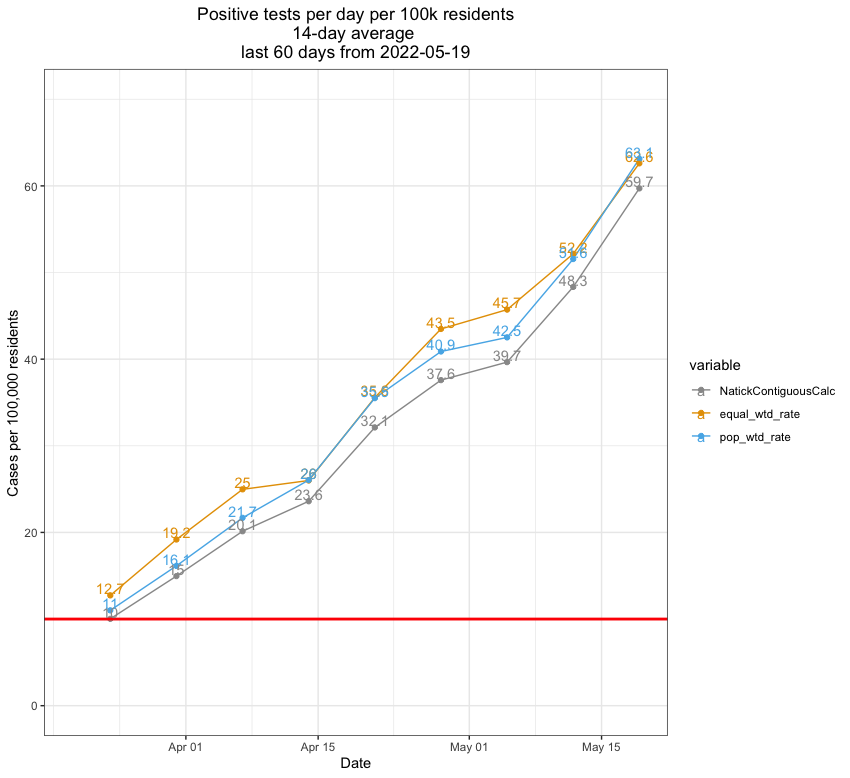 Positive tests per day per 100k residents
14-day average
last 60 days from 2022-05-19
Cases per 100,000 residents
60
40
20
0
63.1
59.7
48.3
43.5
45.7
40.9
42.5
37.6
39.7
32.1
26
23.6
25
21.7
20.1
19.2
16.1
15
12.7
11
Apr 01
Apr 15
May 01
May 15
Date
variable
a NatickContiguousCalc
a equal_wtd_rate
a pop_wtd_rate